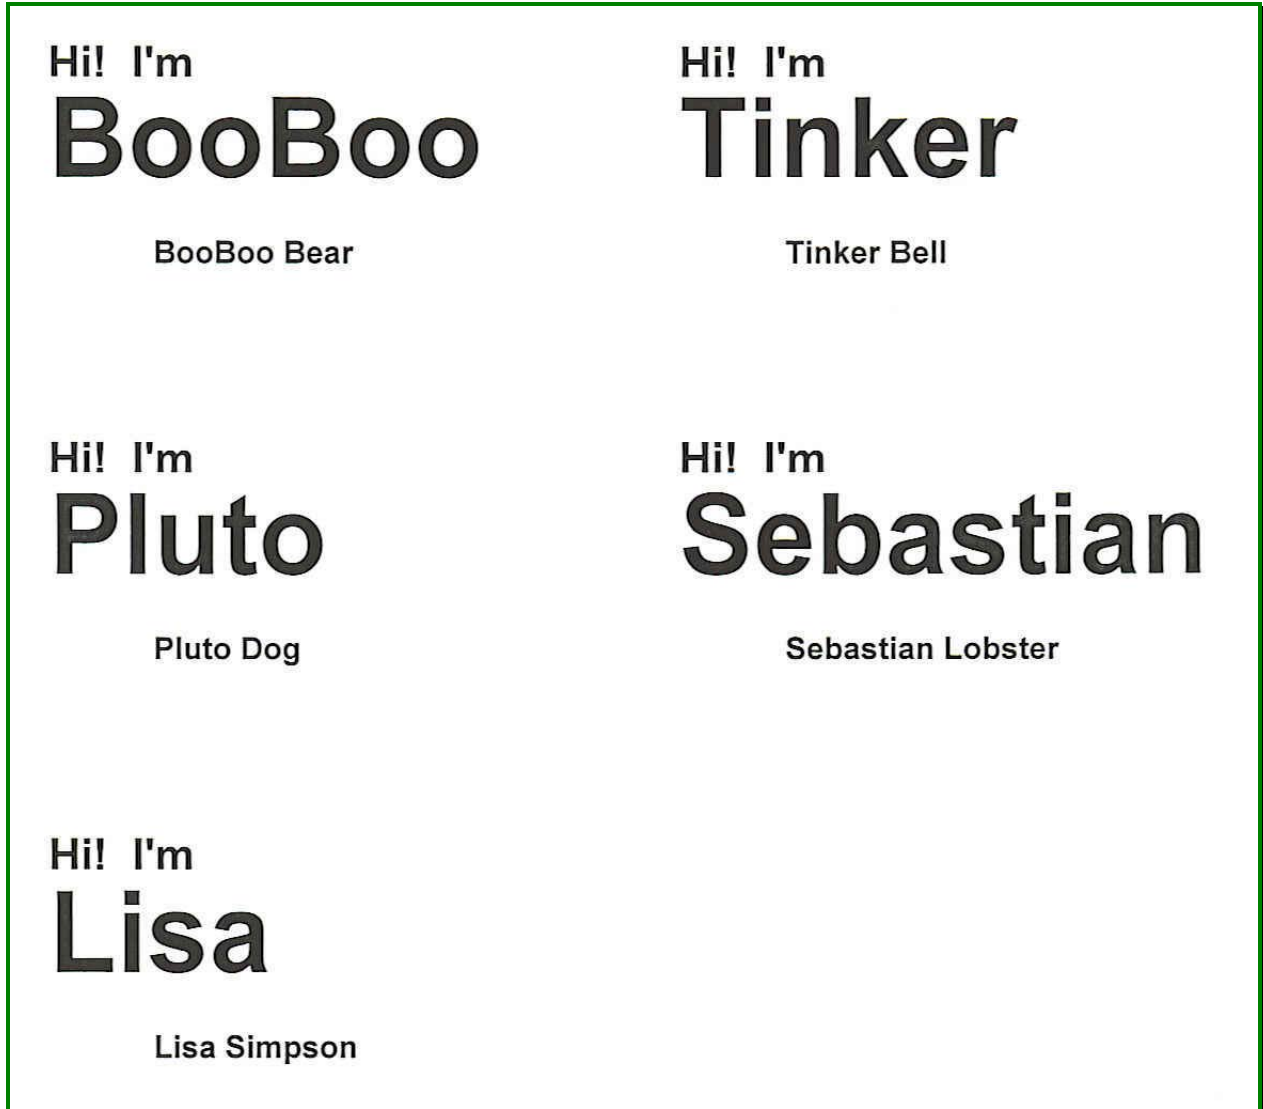 Hi! I'm
BooBoo
BooBoo Bear
Hi! I'm
Tinker
Tinker Bell
Hi! I'm
Pluto
Pluto Dog
Hi! I'm
Sebastian
Sebastian Lobster
Hi! I'm
Lisa
Lisa Simpson